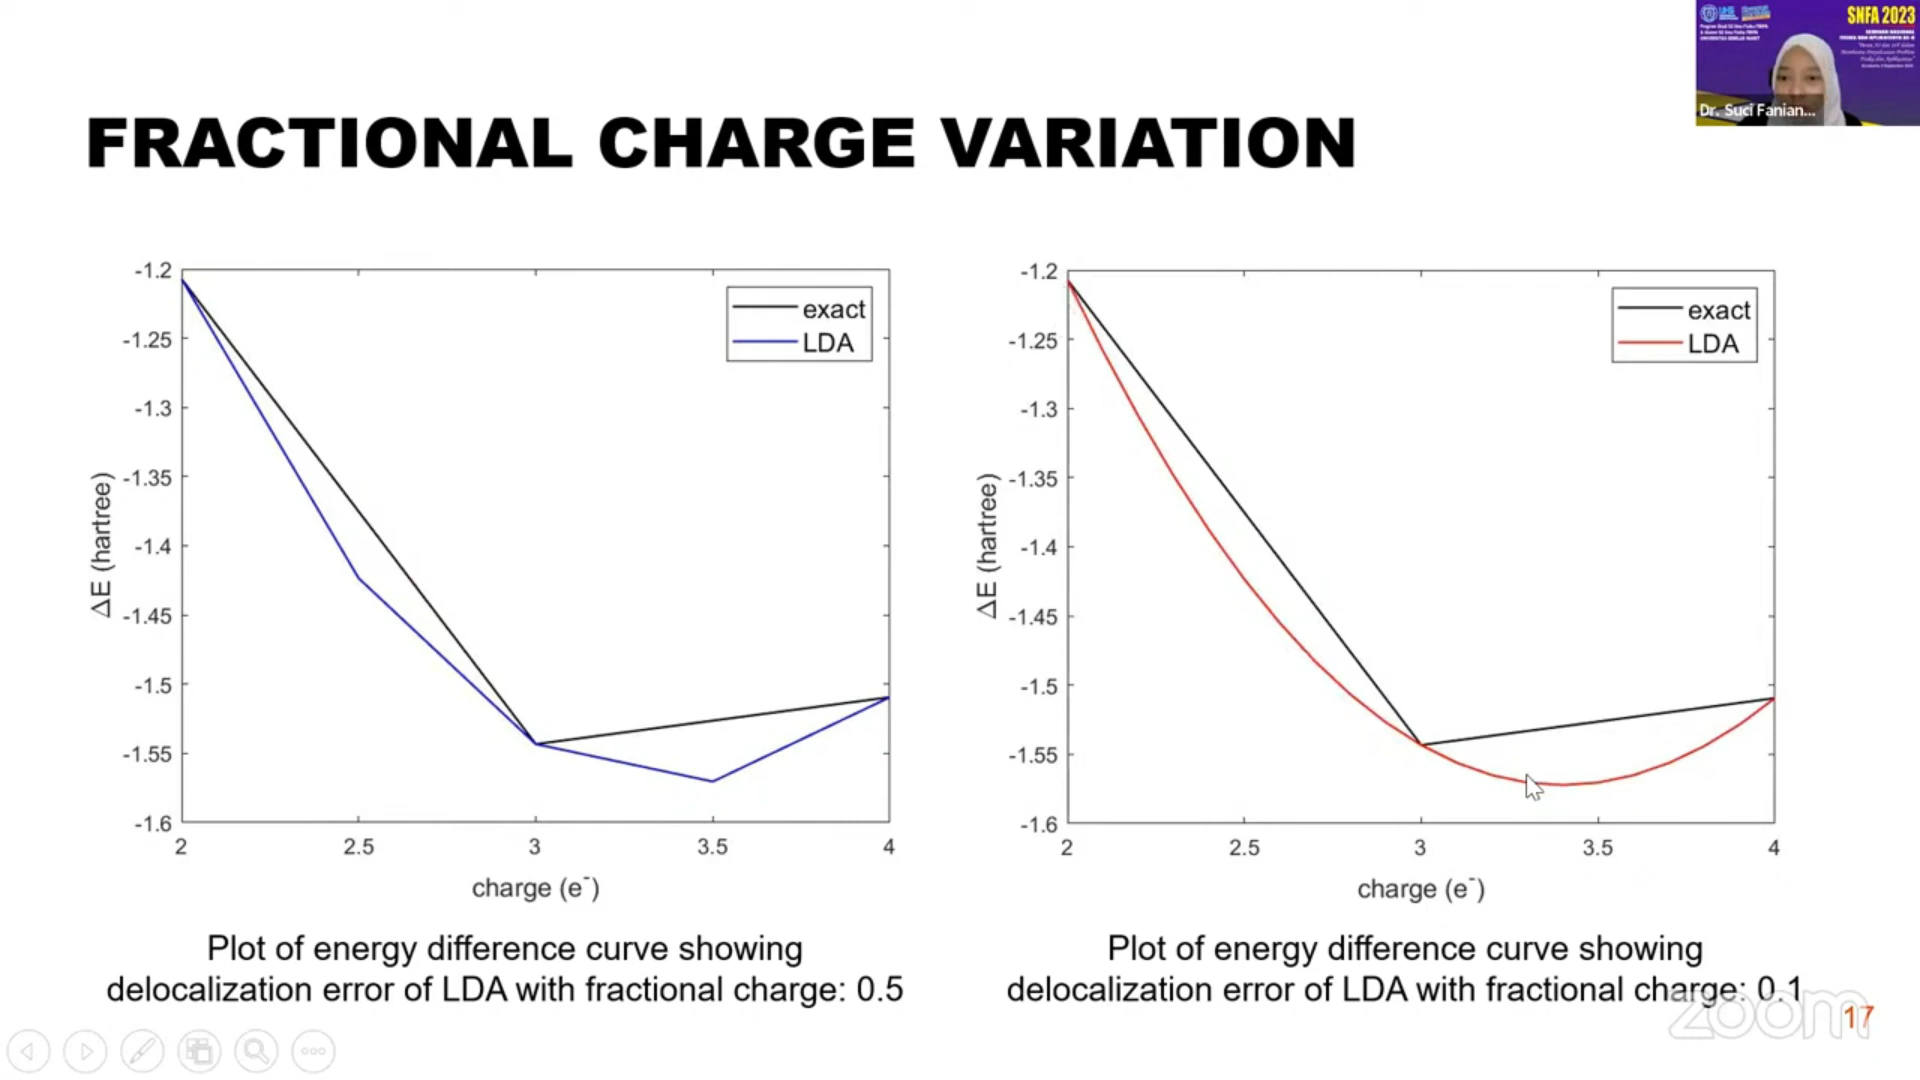 SNFA 2023
Dr. Suci Fanian...
FRACTIONAL CHARGE VARIATION
-1.2
-1.25
-1.3
-1.35
-1.4
-1.45
-1.5
-1.55
-1.6
2
2.5
3
3.5
4
ΔE (hartree)
charge (e⁻)
exact
LDA
-1.2
-1.25
-1.3
-1.35
-1.4
-1.45
-1.5
-1.55
-1.6
2
2.5
3
3.5
4
ΔE (hartree)
charge (e⁻)
exact
LDA
Plot of energy difference curve showing
delocalization error of LDA with fractional charge: 0.5
Plot of energy difference curve showing
delocalization error of LDA with fractional charge: 0.1
zoom
17